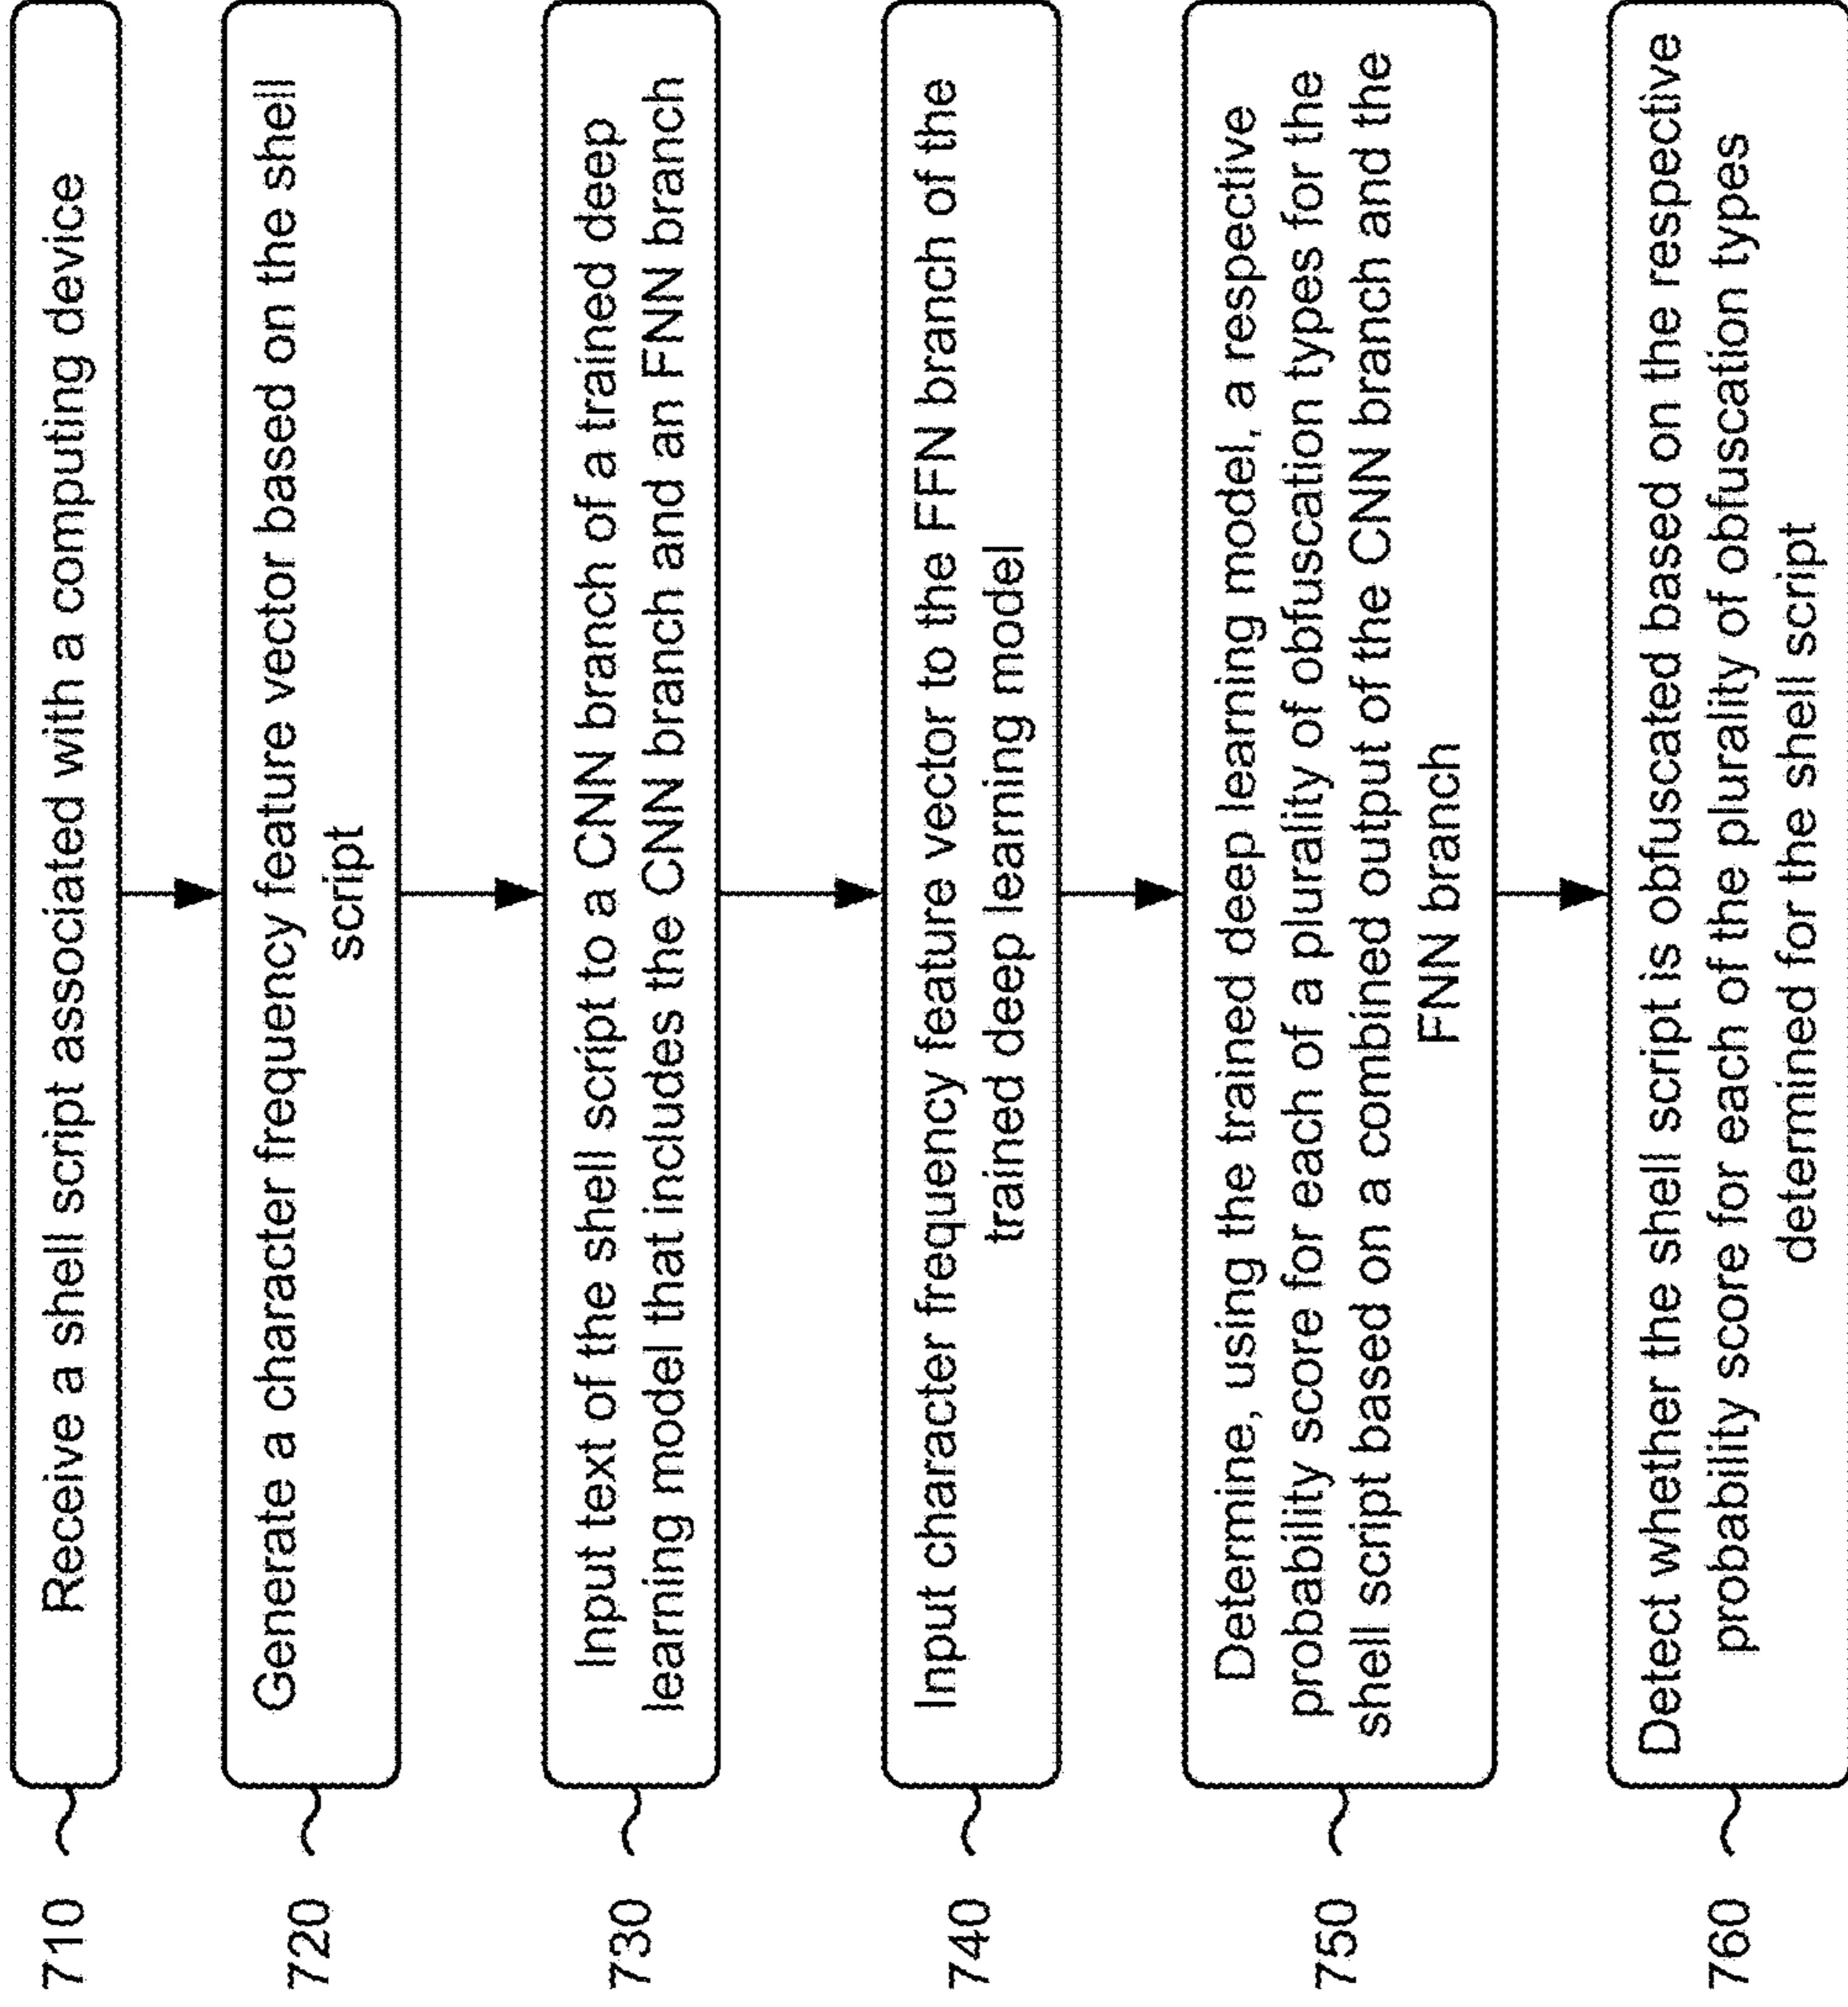 710
Receive a shell script associated with a computing device
720
Generate a character frequency feature vector based on the shell
script
730
Input text of the shell script to a CNN branch of a trained deep
learning model that includes the CNN branch and an FNN branch
740
Input character frequency feature vector to the FFN branch of the
trained deep learning model
750
Determine, using the trained deep learning model, a respective
probability score for each of a plurality of obfuscation types for the
shell script based on a combined output of the CNN branch and the
FNN branch
760
Detect whether the shell script is obfuscated based on the respective
probability score for each of the plurality of obfuscation types
determined for the shell script